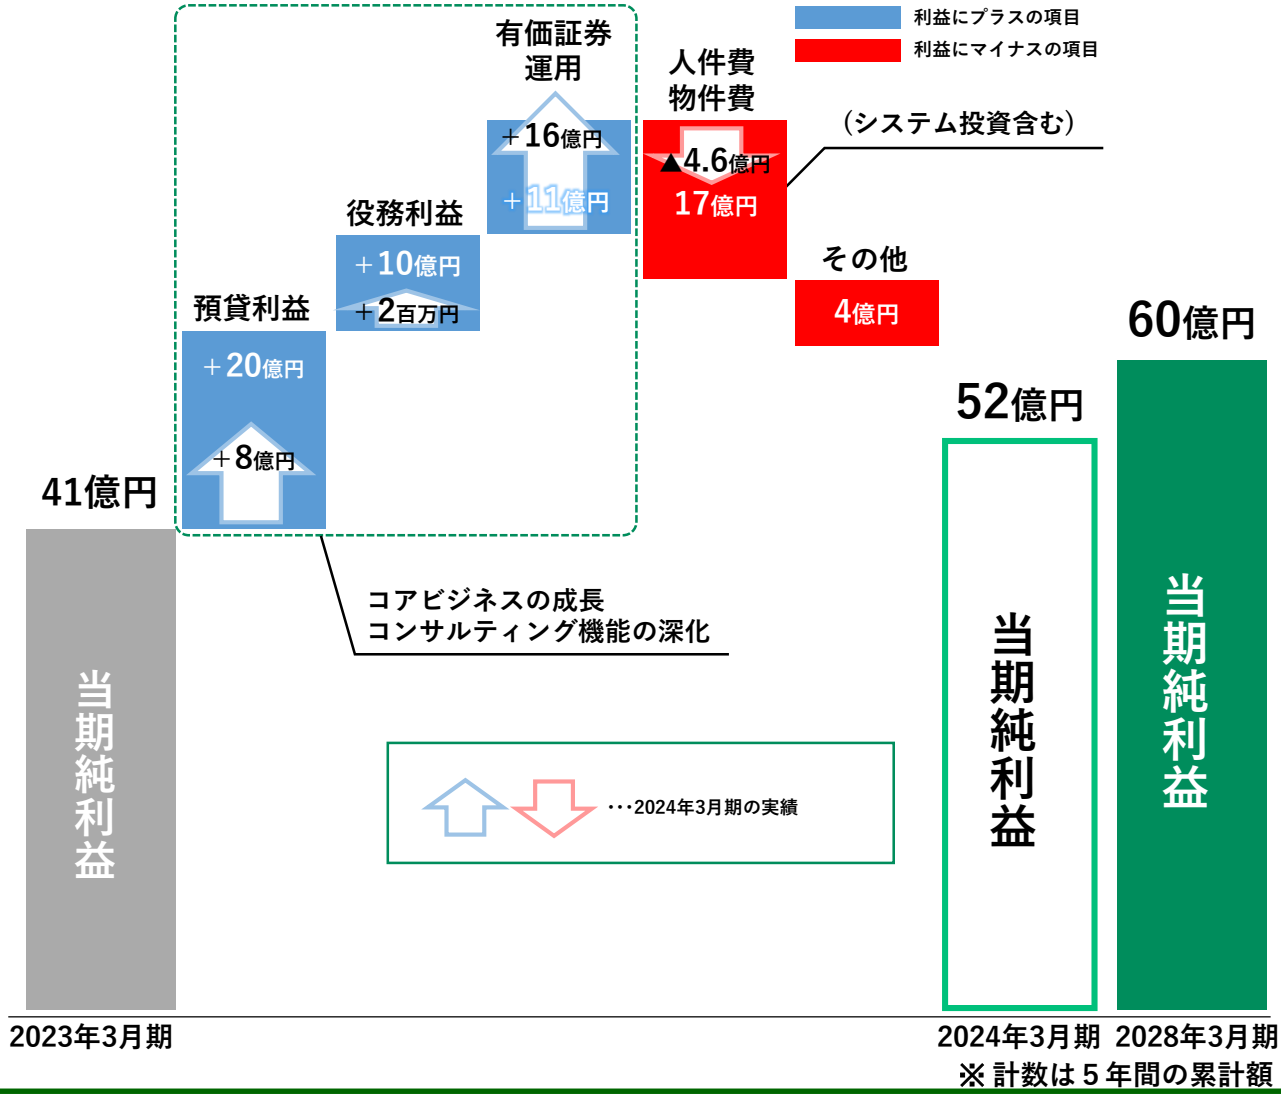 利益にプラスの項目
利益にマイナスの項目
有価証券
運用
＋16億円
＋11億円
人件費
物件費
▲4.6億円
17億円
（システム投資含む）
役務利益
＋10億円
＋2百万円
その他
4億円
預貸利益
＋20億円
＋8億円
41億円
当期純利益
52億円
当期純利益
60億円
当期純利益
コアビジネスの成長
コンサルティング機能の深化
･･･2024年3月期の実績
2023年3月期
2024年3月期
2028年3月期
※ 計数は５年間の累計額